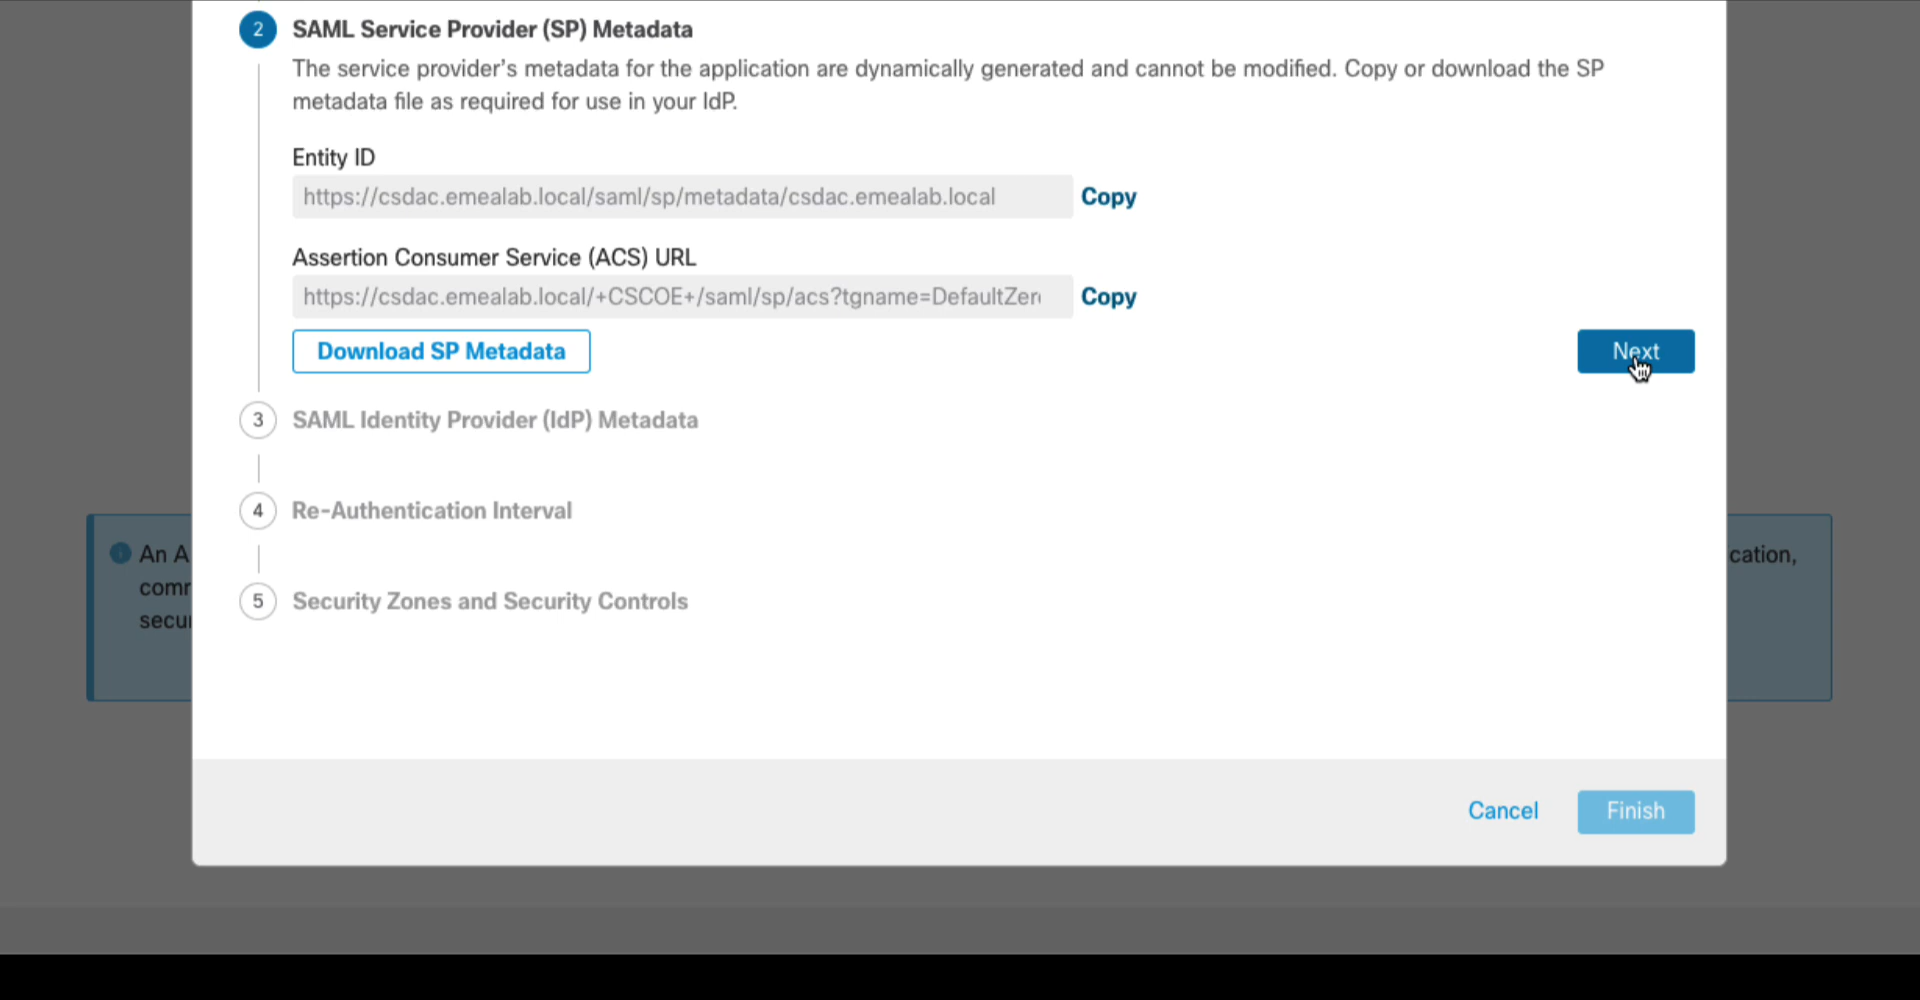 2 SAML Service Provider (SP) Metadata
The service provider's metadata for the application are dynamically generated and cannot be modified. Copy or download the SP
metadata file as required for use in your IdP.
Entity ID
https://csdac.emealab.local/saml/sp/metadata/csdac.emealab.local Copy
Assertion Consumer Service (ACS) URL
https://csdac.emealab.local/+CSCOE+/saml/sp/acs?tgname=DefaultZer Copy
Download SP Metadata Next
3 SAML Identity Provider (IdP) Metadata
4 Re-Authentication Interval
An A cation,
comr
5 Security Zones and Security Controls
secu
Cancel Finish